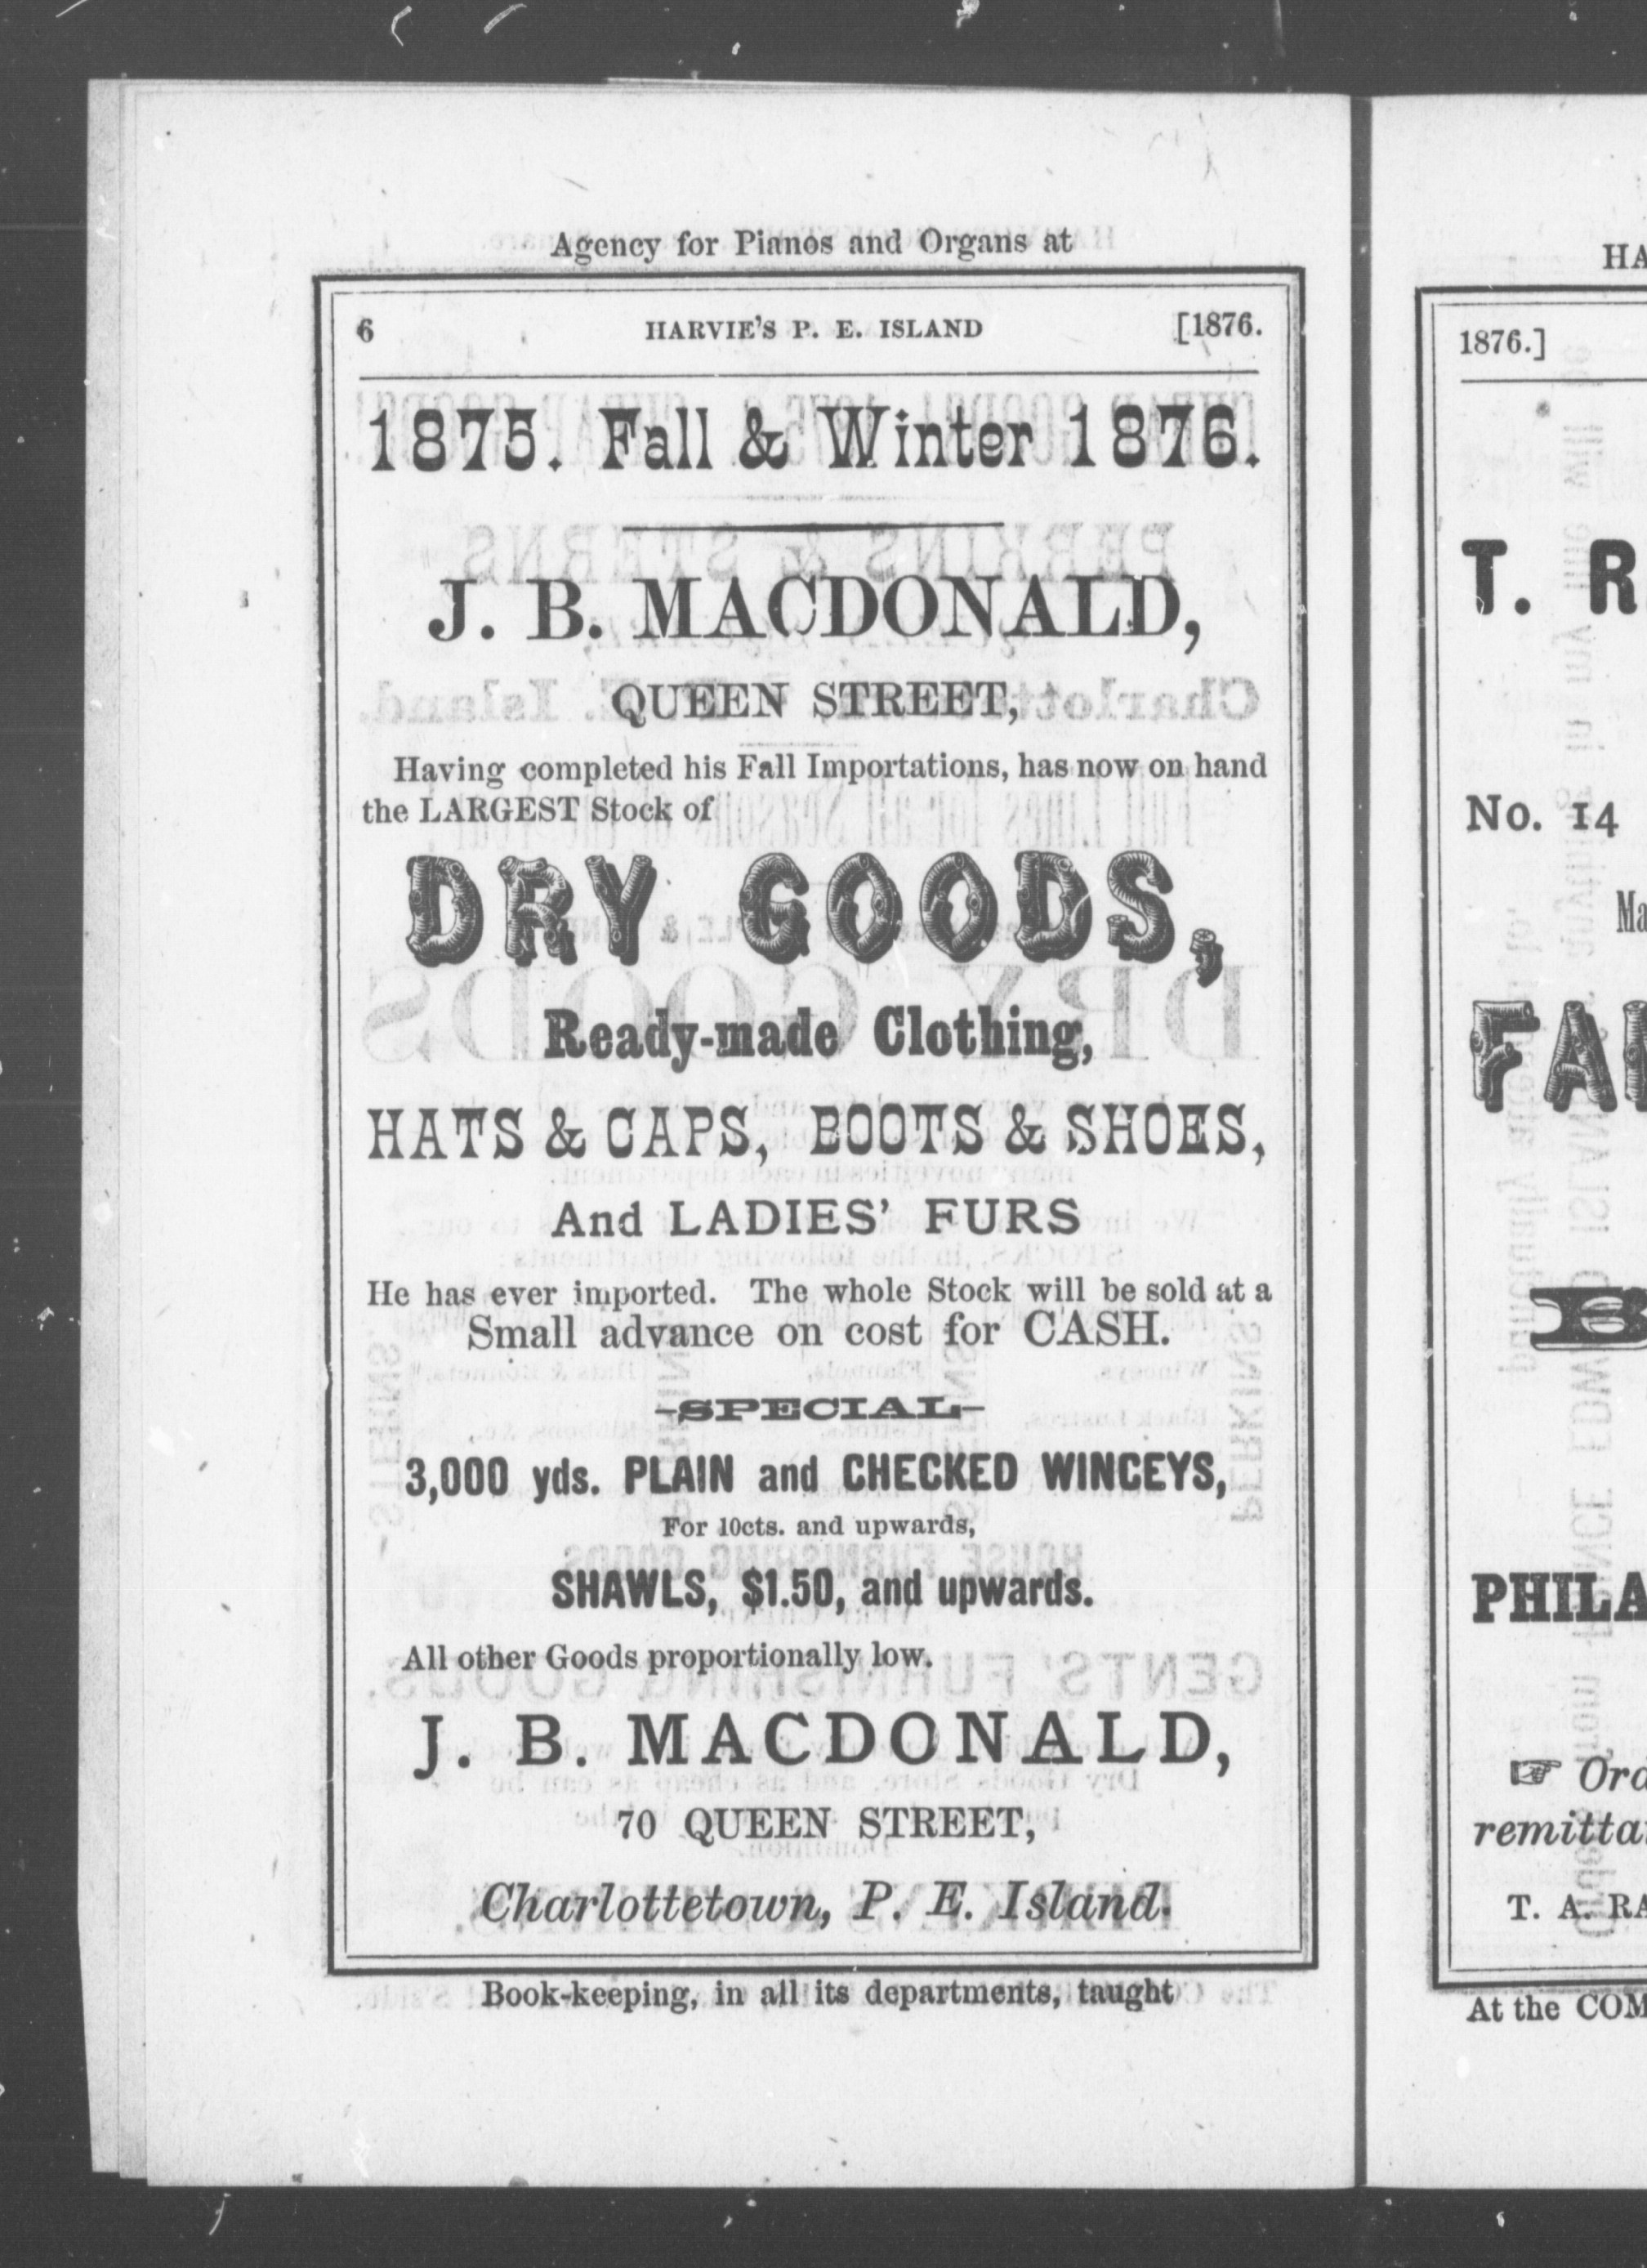 Agency for Pianos and Organs at
6 HARVIE'S P. E. ISLAND [1876.
1875. Fall & Winter 1876.
J. B. MACDONALD,
QUEEN STREET,
Having completed his Fall Importations, has now on hand
the LARGEST Stock of
DRY GOODS,
Ready-made Clothing,
HATS & CAPS, BOOTS & SHOES,
And LADIES' FURS
He has ever imported. The whole Stock will be sold at a
Small advance on cost for CASH.
-SPECIAL-
3,000 yds. PLAIN and CHECKED WINCEYS,
For 10cts. and upwards,
SHAWLS, $1.50, and upwards.
All other Goods proportionally low.
J. B. MACDONALD,
70 QUEEN STREET,
Charlottetown, P. E. Island.
Book-keeping, in all its departments, taught
HA
1876.]
T. R
No. 14
Ma
FA
B
PHILA
☞ Ord
remitta
T. A. RA
At the COM